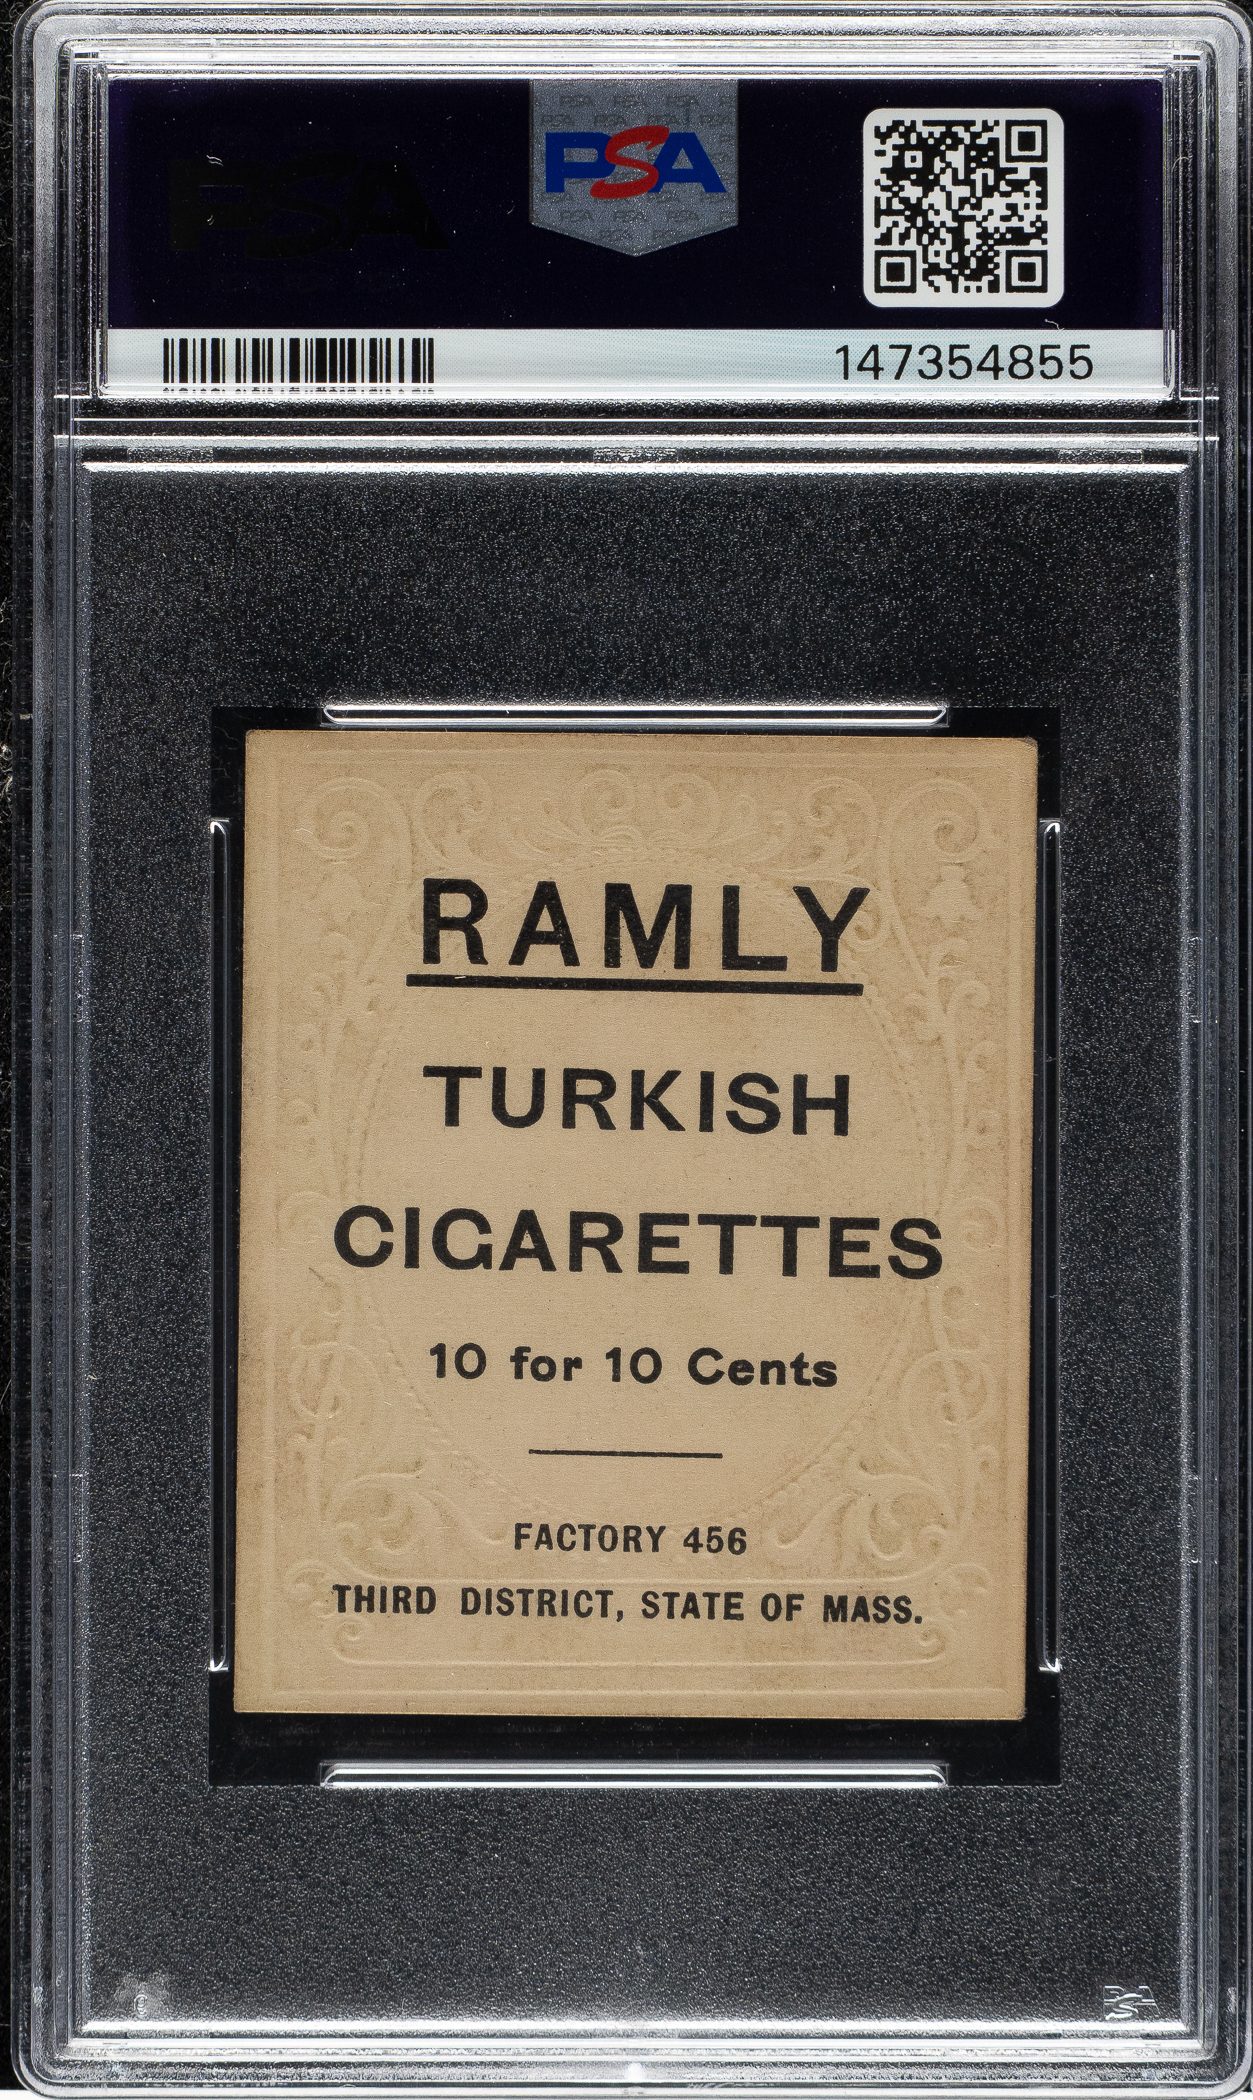 PSA
147354855
RAMLY
TURKISH
CIGARETTES
10 for 10 Cents
FACTORY 456
THIRD DISTRICT, STATE OF MASS.
PSA